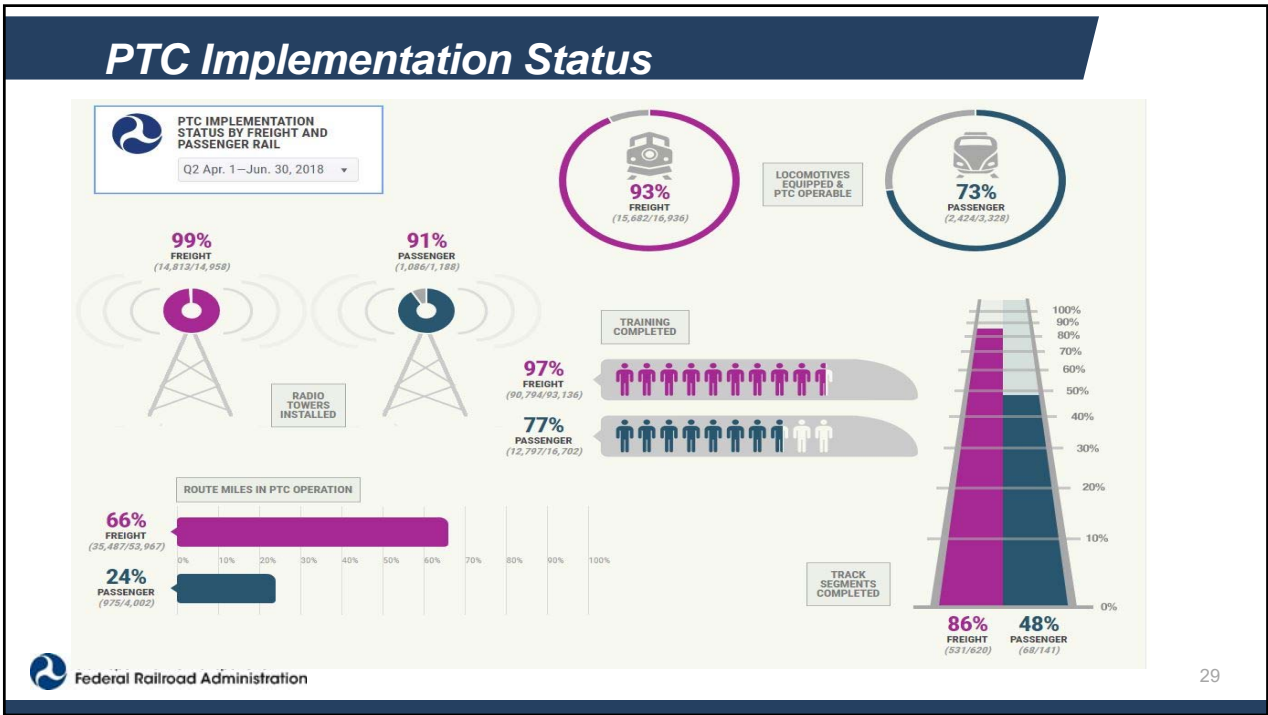 PTC Implementation Status
PTC IMPLEMENTATION
STATUS BY FREIGHT AND
PASSENGER RAIL
Q2 Apr. 1—Jun. 30, 2018
93%
FREIGHT
(15,682/16,936)
LOCOMOTIVES
EQUIPPED &
PTC OPERABLE
73%
PASSENGER
(2,424/3,328)
99%
FREIGHT
(14,813/14,958)
91%
PASSENGER
(1,086/1,188)
RADIO
TOWERS
INSTALLED
TRAINING
COMPLETED
97%
FREIGHT
(90,794/93,136)
77%
PASSENGER
(12,797/16,702)
ROUTE MILES IN PTC OPERATION
66%
FREIGHT
(35,487/53,967)
0% 10% 20% 30% 40% 50% 60% 70% 80% 90% 100%
24%
PASSENGER
(975/4,002)
100%
90%
80%
70%
60%
50%
40%
30%
20%
10%
0%
TRACK
SEGMENTS
COMPLETED
86%
FREIGHT
(531/620)
48%
PASSENGER
(68/141)
Federal Railroad Administration
29